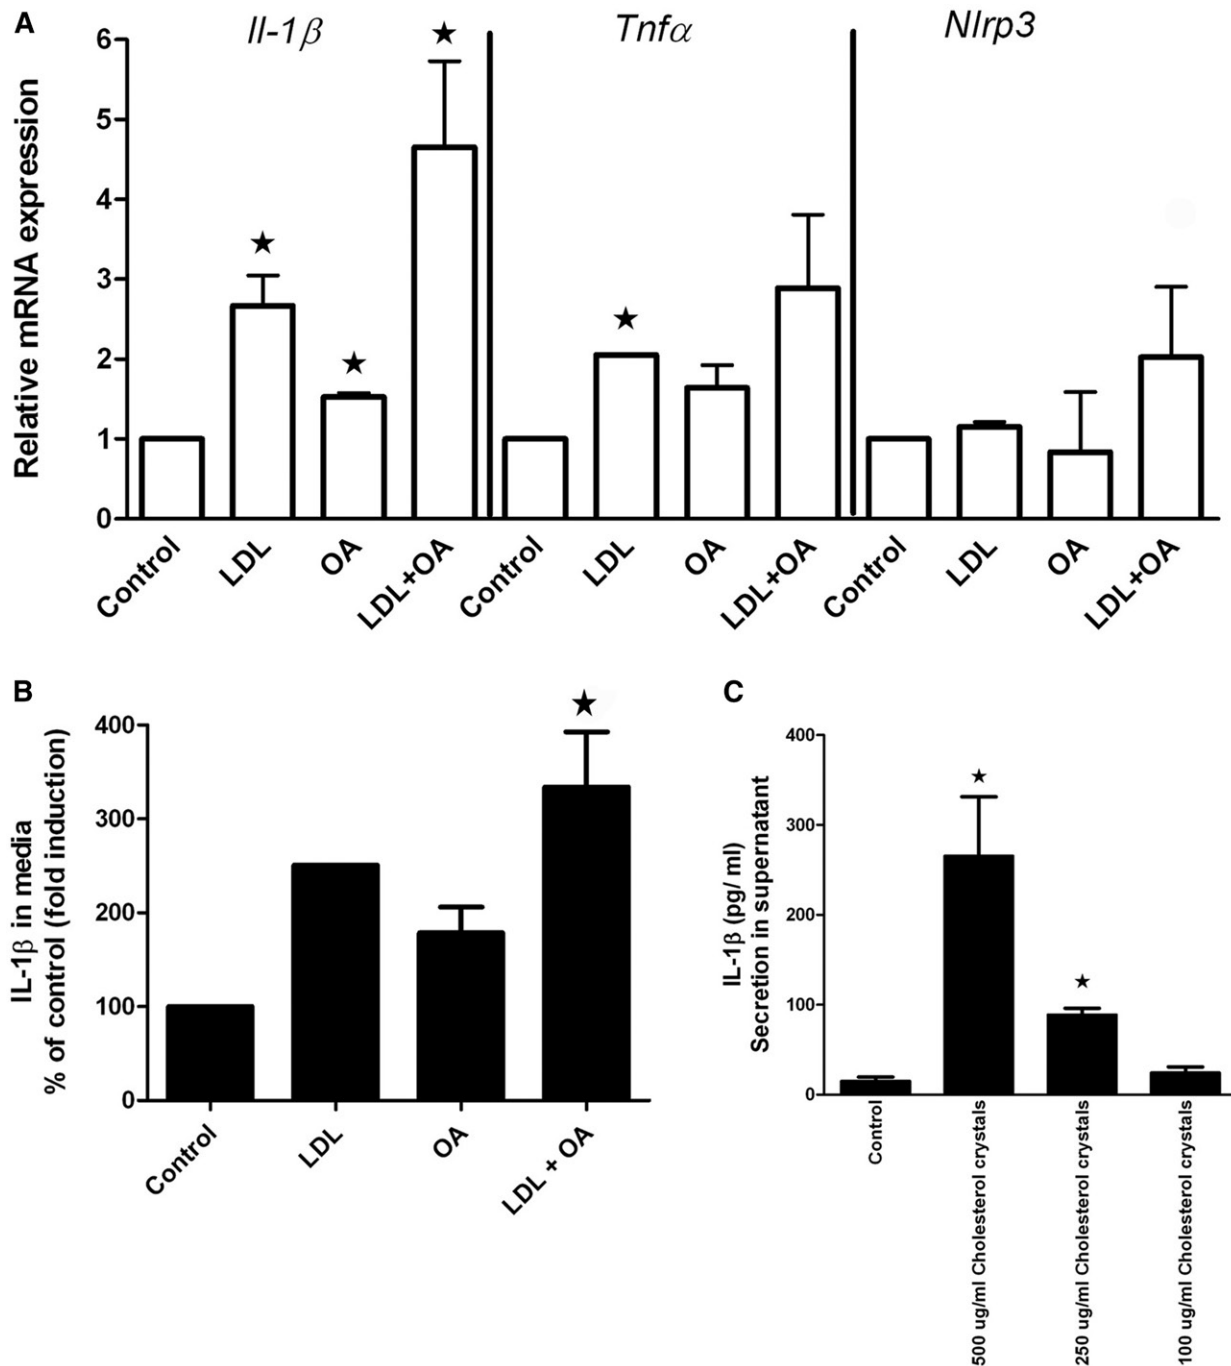 A
Il-1β Tnfα Nlrp3
Relative mRNA expression
6
5
4
3
2
1
0
Control LDL OA LDL+OA Control LDL OA LDL+OA Control LDL OA LDL+OA
B
IL-1β in media
% of control (fold induction)
400
300
200
100
0
Control LDL OA LDL + OA
C
IL-1β (pg/ ml)
Secretion in supernatant
400
300
200
100
0
Control
500 ug/ml Cholesterol crystals
250 ug/ml Cholesterol crystals
100 ug/ml Cholesterol crystals